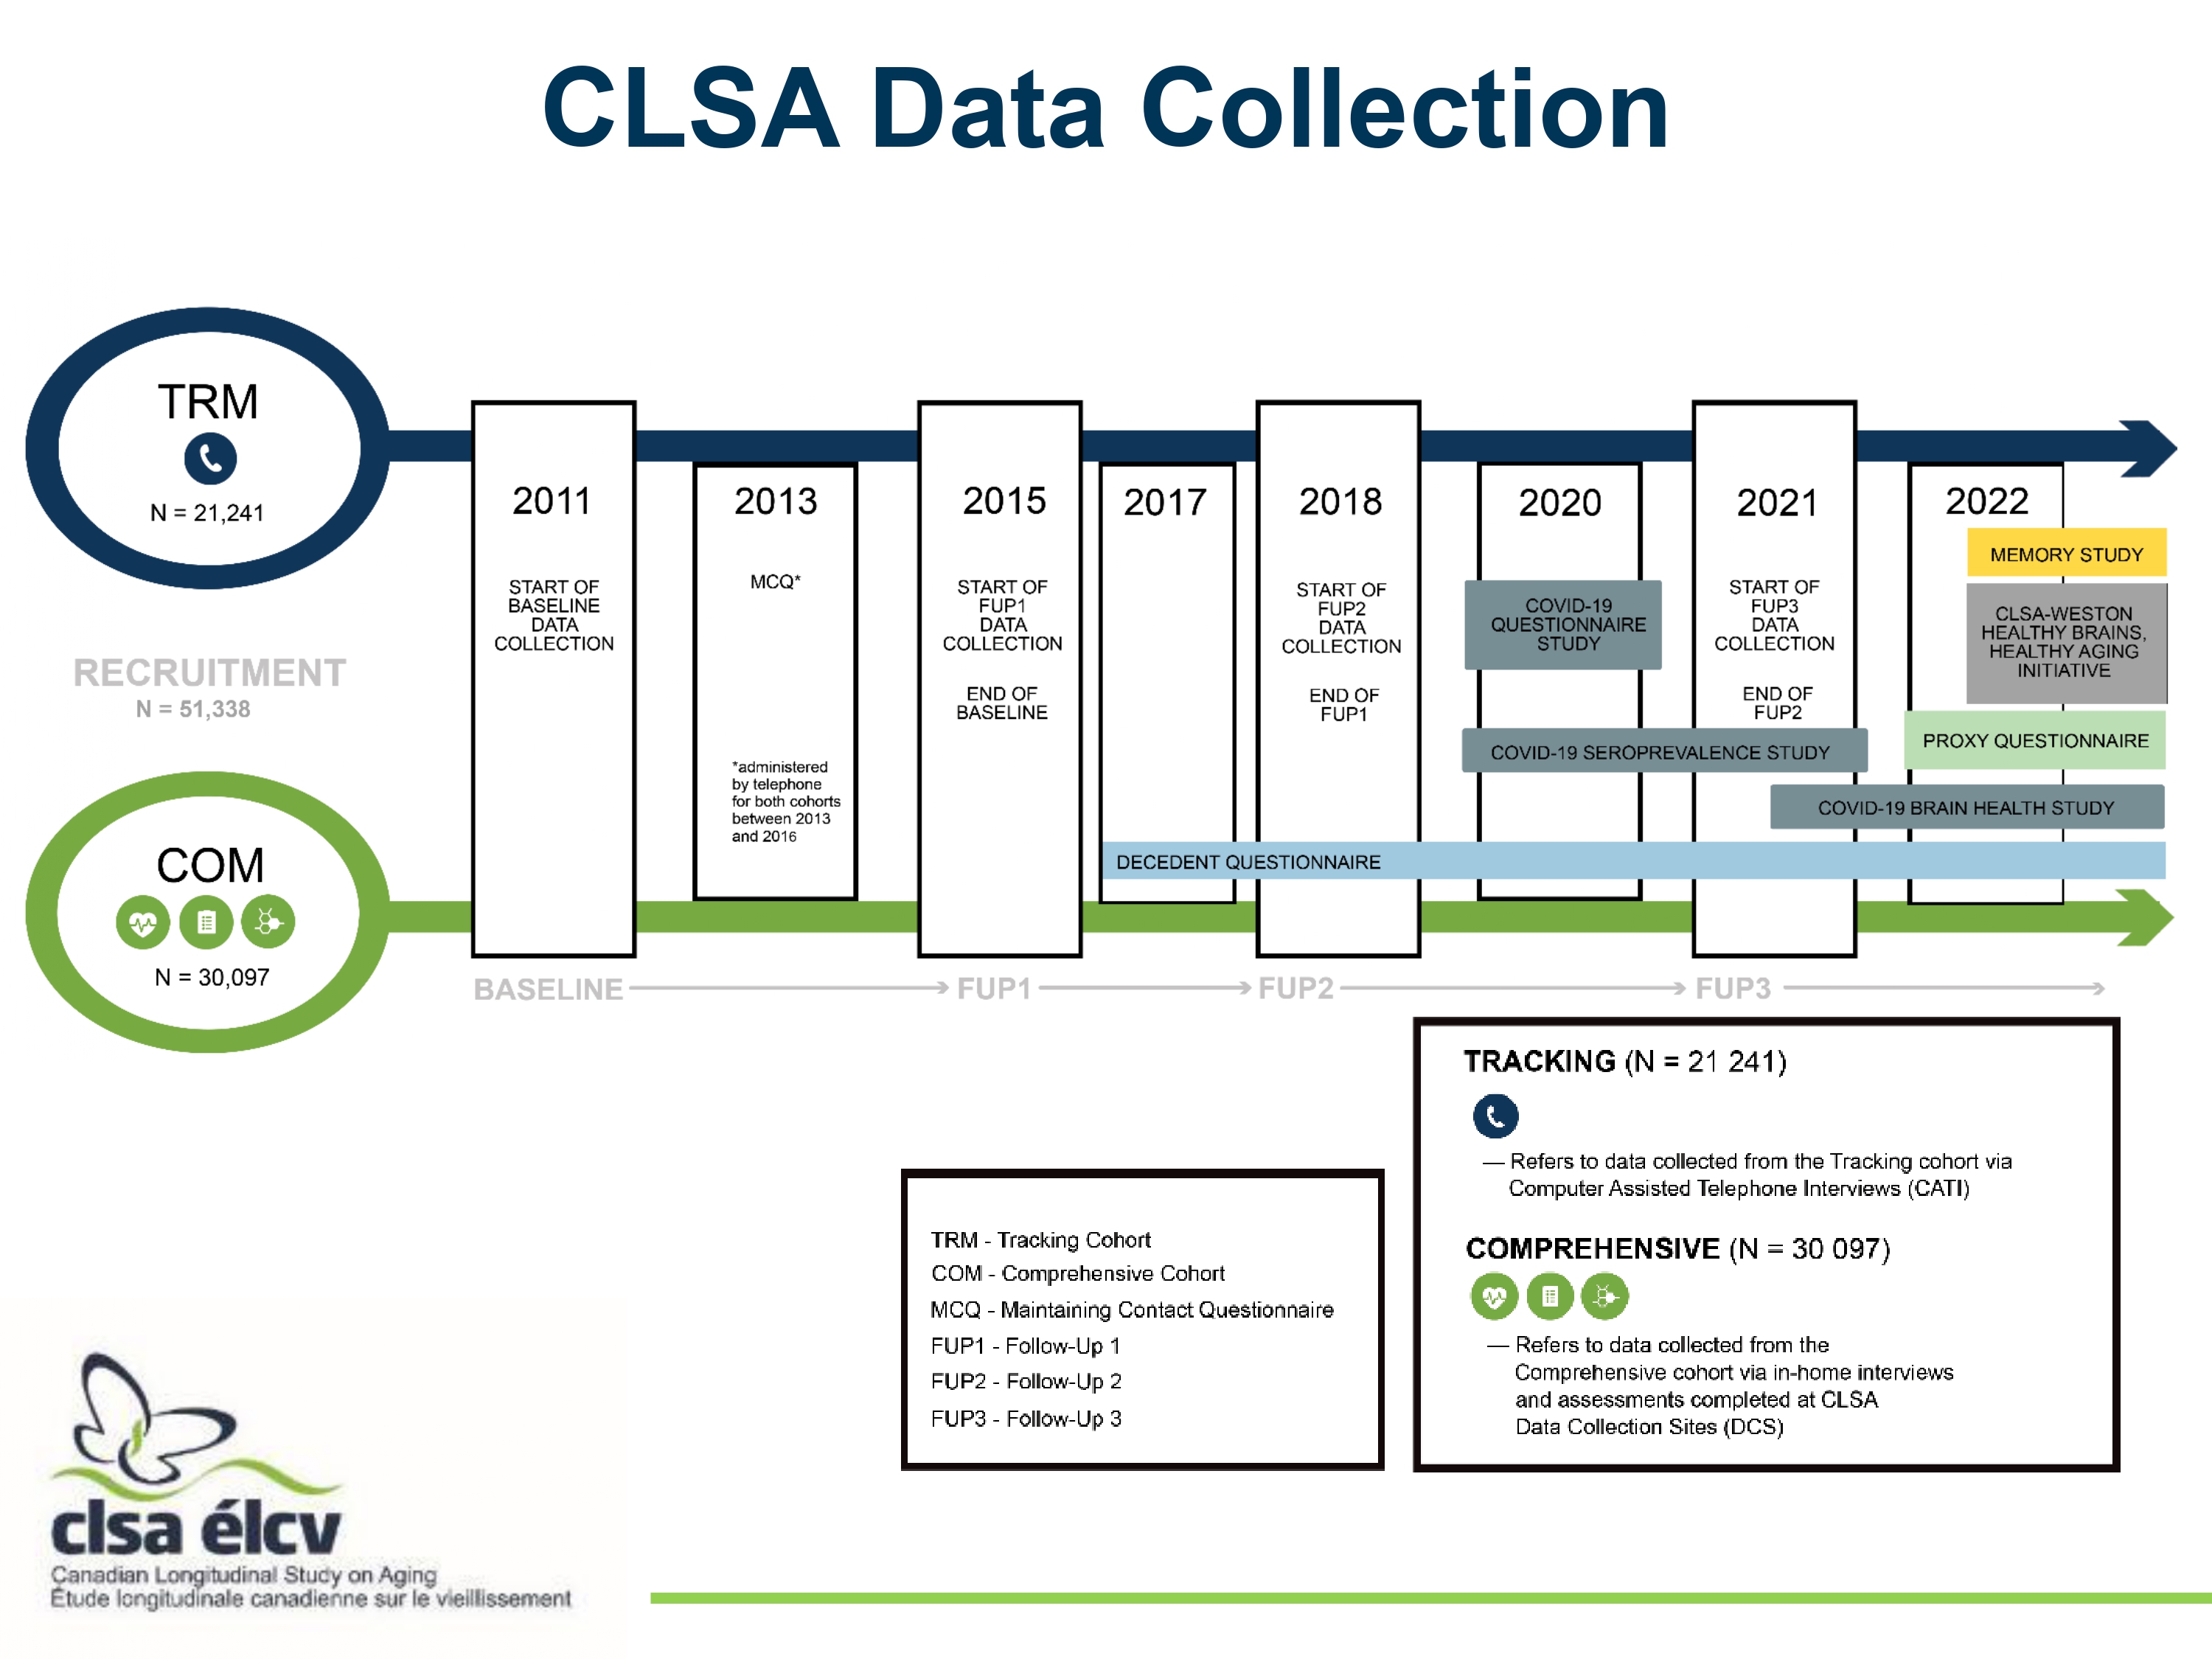 CLSA Data Collection
TRM
N = 21,241
RECRUITMENT
N = 51,338
COM
N = 30,097
2011
START OF
BASELINE
DATA
COLLECTION
2013
MCQ*
*administered
by telephone
for both cohorts
between 2013
and 2016
2015
START OF
FUP1
DATA
COLLECTION
END OF
BASELINE
2017
2018
START OF
FUP2
DATA
COLLECTION
END OF
FUP1
2020
COVID-19
QUESTIONNAIRE
STUDY
2021
START OF
FUP3
DATA
COLLECTION
END OF
FUP2
2022
MEMORY STUDY
CLSA-WESTON
HEALTHY BRAINS,
HEALTHY AGING
INITIATIVE
PROXY QUESTIONNAIRE
COVID-19 SEROPREVALENCE STUDY
COVID-19 BRAIN HEALTH STUDY
DECEDENT QUESTIONNAIRE
BASELINE FUP1 FUP2 FUP3
TRM - Tracking Cohort
COM - Comprehensive Cohort
MCQ - Maintaining Contact Questionnaire
FUP1 - Follow-Up 1
FUP2 - Follow-Up 2
FUP3 - Follow-Up 3
TRACKING (N = 21 241)
— Refers to data collected from the Tracking cohort via
Computer Assisted Telephone Interviews (CATI)
COMPREHENSIVE (N = 30 097)
— Refers to data collected from the
Comprehensive cohort via in-home interviews
and assessments completed at CLSA
Data Collection Sites (DCS)
clsa élcv
Canadian Longitudinal Study on Aging
Étude longitudinale canadienne sur le vieillissement